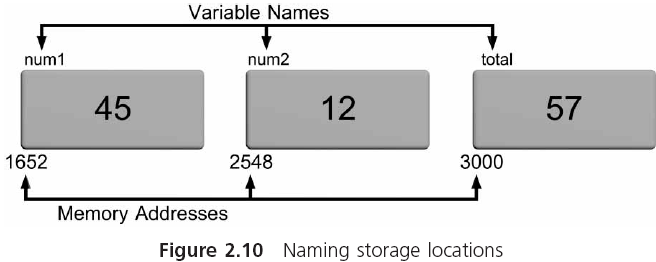 Variable Names
num1 num2 total
45 12 57
1652 2548 3000
Memory Addresses
Figure 2.10 Naming storage locations